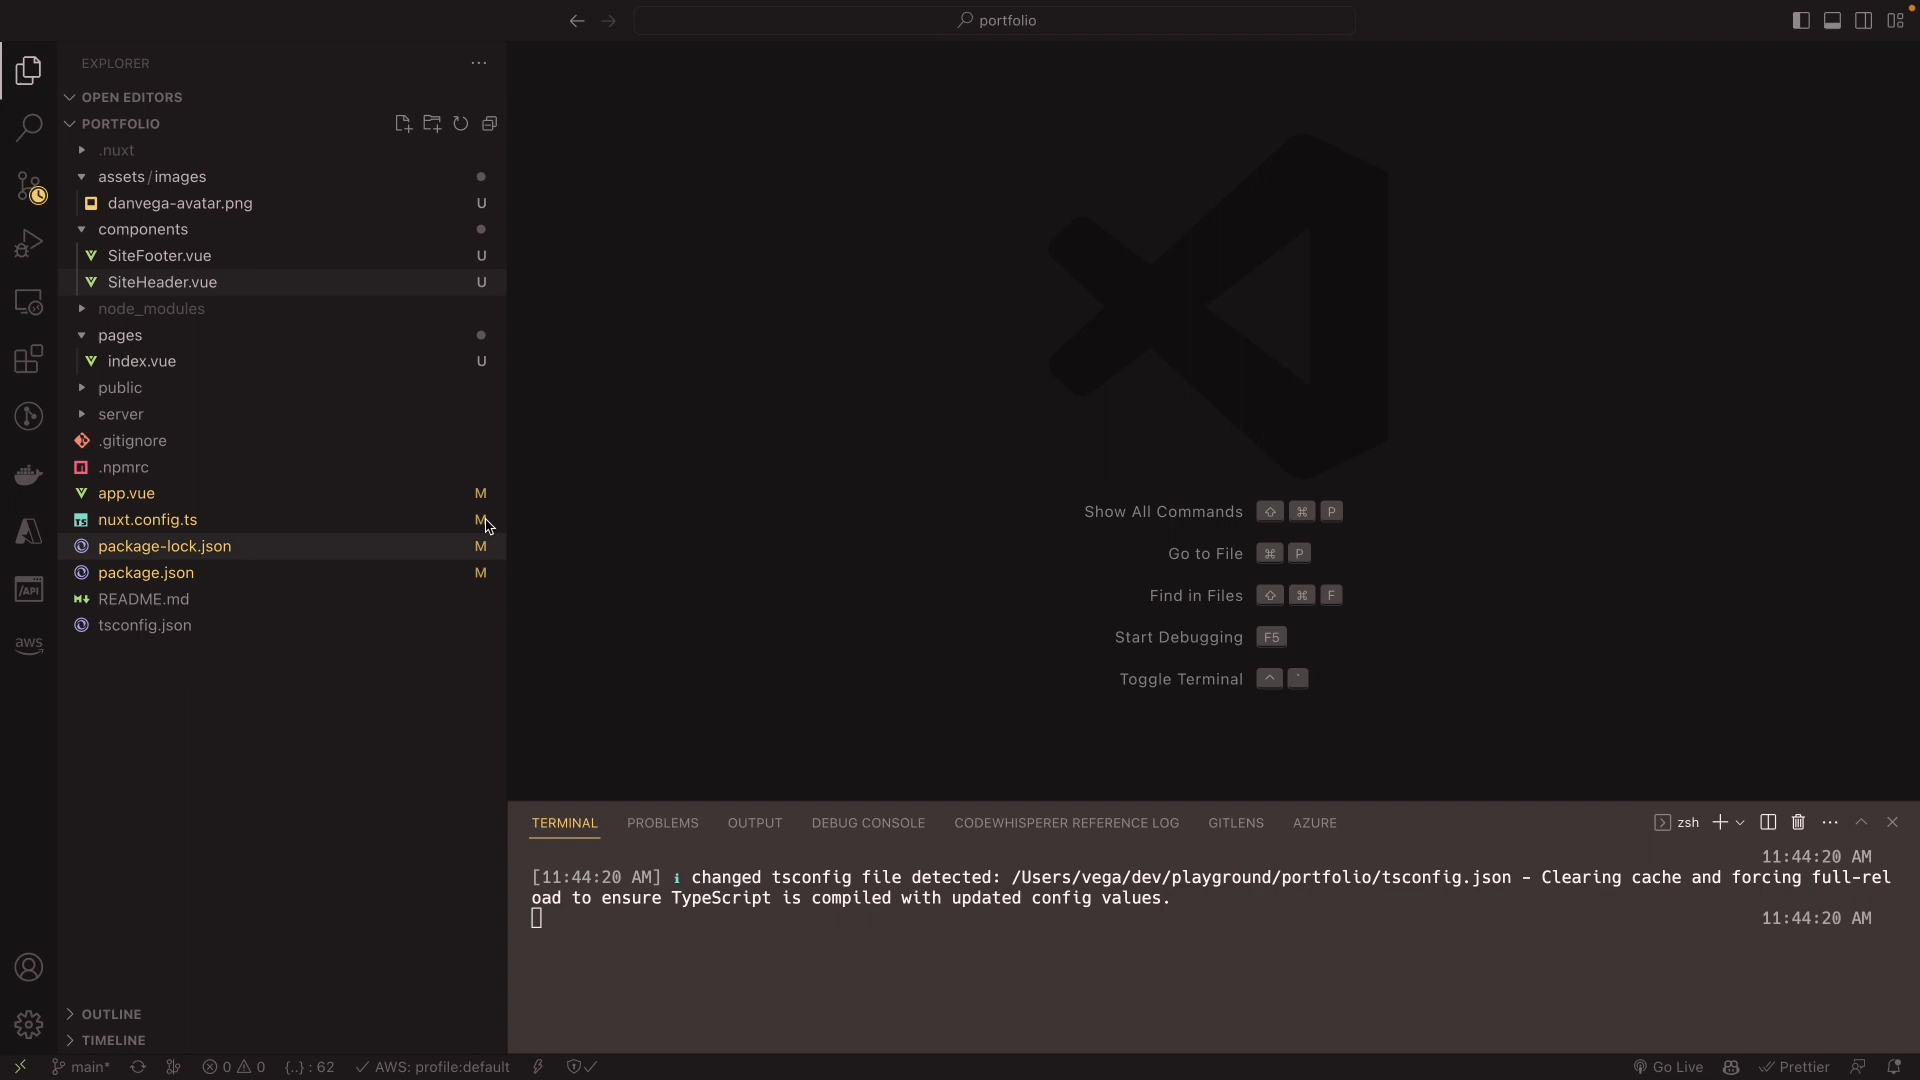 portfolio
EXPLORER
OPEN EDITORS
PORTFOLIO
.nuxt
assets/images
danvega-avatar.png U
components
SiteFooter.vue U
SiteHeader.vue U
node_modules
pages
index.vue U
public
server
.gitignore
.npmrc
app.vue M
nuxt.config.ts M
package-lock.json M
package.json M
README.md
tsconfig.json
OUTLINE
TIMELINE
TS
/API
aws
Show All Commands ⇧ ⌘ P
Go to File ⌘ P
Find in Files ⇧ ⌘ F
Start Debugging F5
Toggle Terminal ^ `
TERMINAL PROBLEMS OUTPUT DEBUG CONSOLE CODEWHISPERER REFERENCE LOG GITLENS AZURE zsh
11:44:20 AM
[11:44:20 AM] ℹ changed tsconfig file detected: /Users/vega/dev/playground/portfolio/tsconfig.json - Clearing cache and forcing full-rel
oad to ensure TypeScript is compiled with updated config values.
11:44:20 AM
main* 0 0 {..} : 62 AWS: profile:default Go Live Prettier